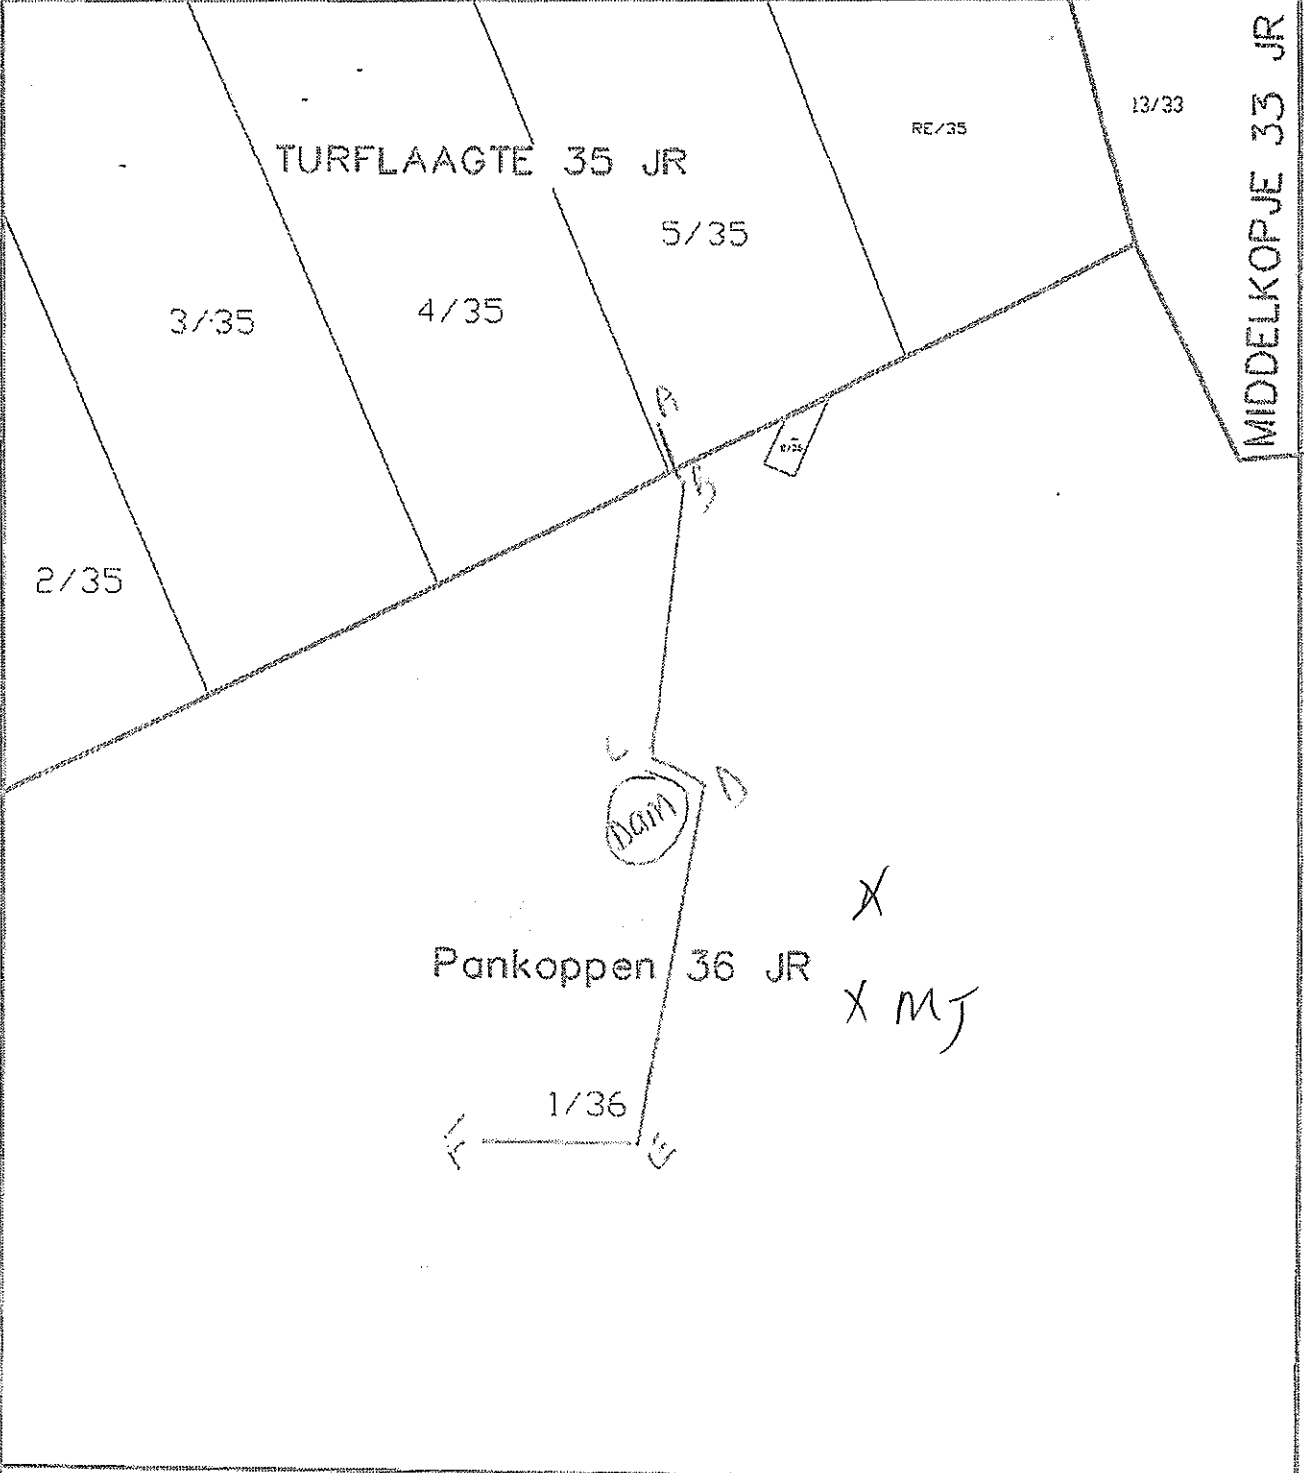 MIDDELKOPJE 33 JR
13/33
RE/35
TURFLAAGTE 35 JR
5/35
4/35
3/35
A
B
2/35
C
D
Dam
X
Pankoppen 36 JR
X MJ
1/36
F
E